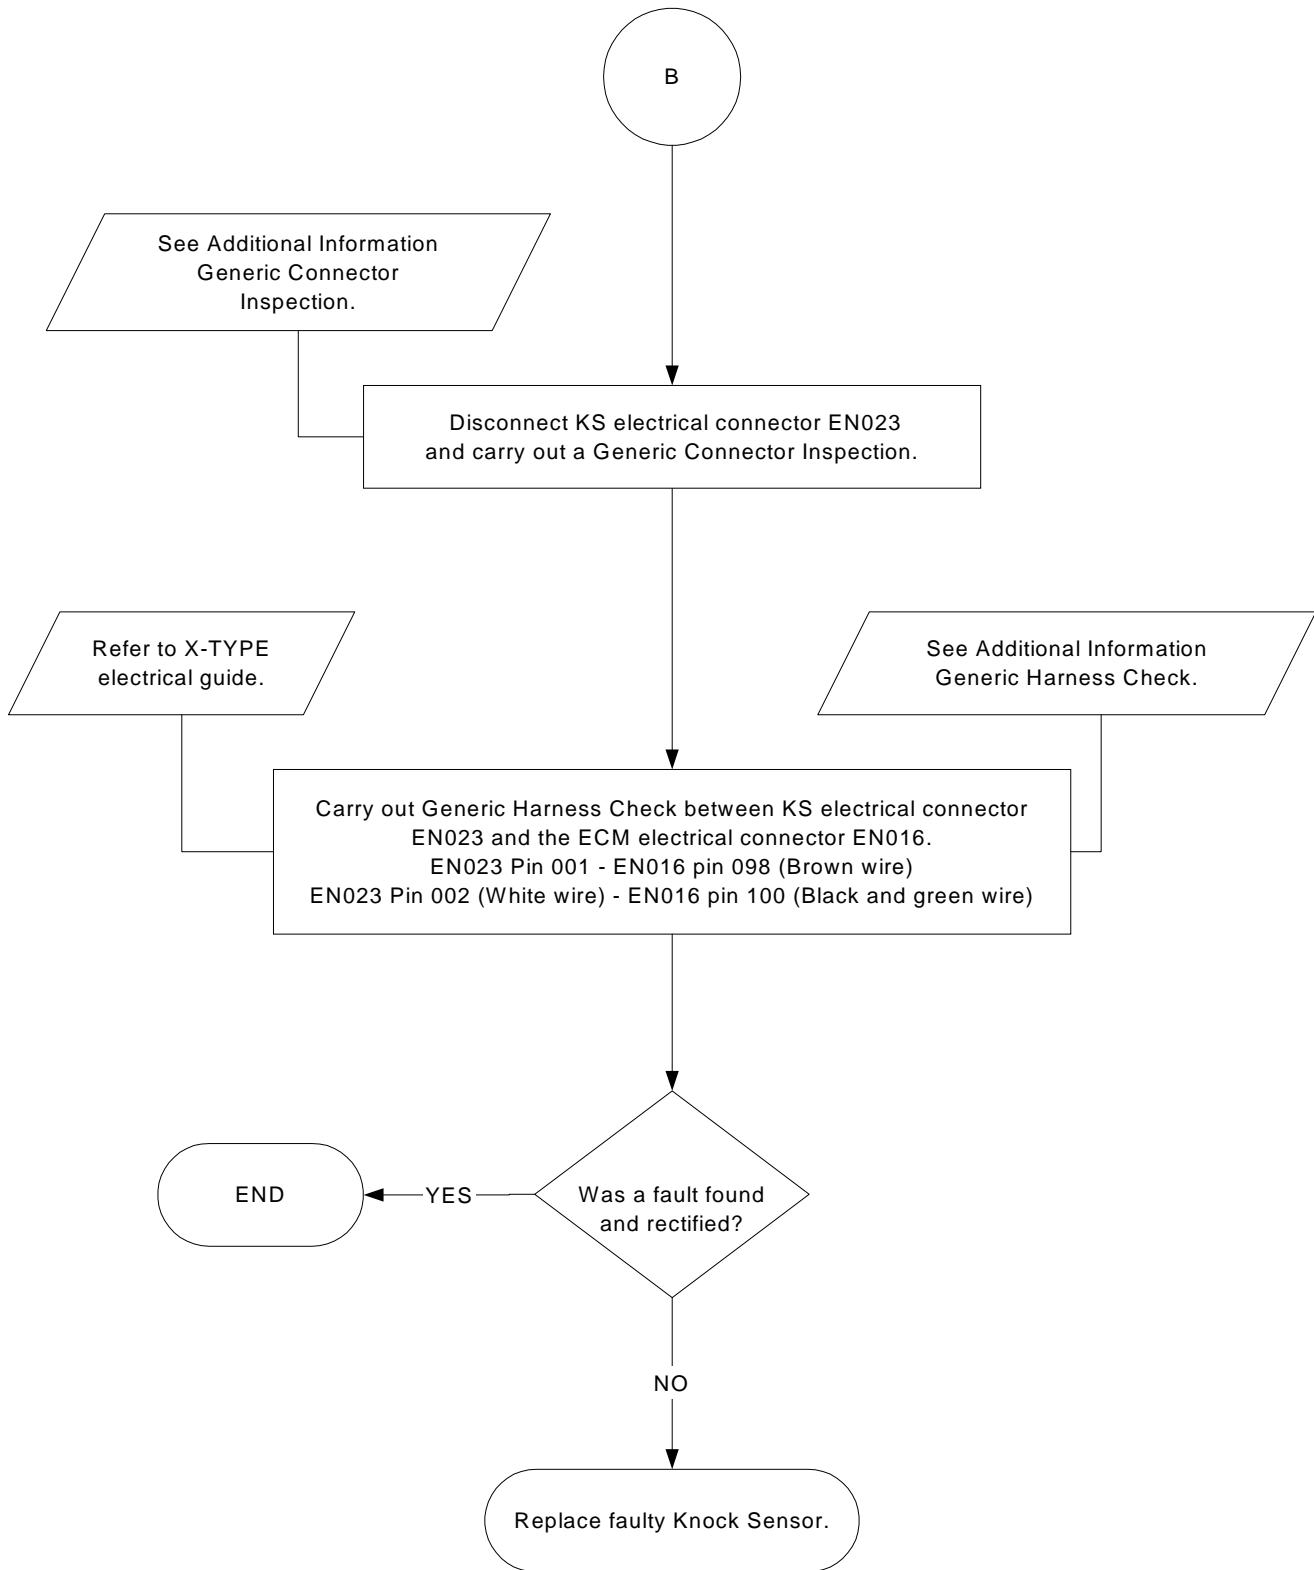 B
See Additional Information
Generic Connector
Inspection.
Disconnect KS electrical connector EN023
and carry out a Generic Connector Inspection.
Refer to X-TYPE
electrical guide.
See Additional Information
Generic Harness Check.
Carry out Generic Harness Check between KS electrical connector
EN023 and the ECM electrical connector EN016.
EN023 Pin 001 - EN016 pin 098 (Brown wire)
EN023 Pin 002 (White wire) - EN016 pin 100 (Black and green wire)
END
YES
Was a fault found
and rectified?
NO
Replace faulty Knock Sensor.